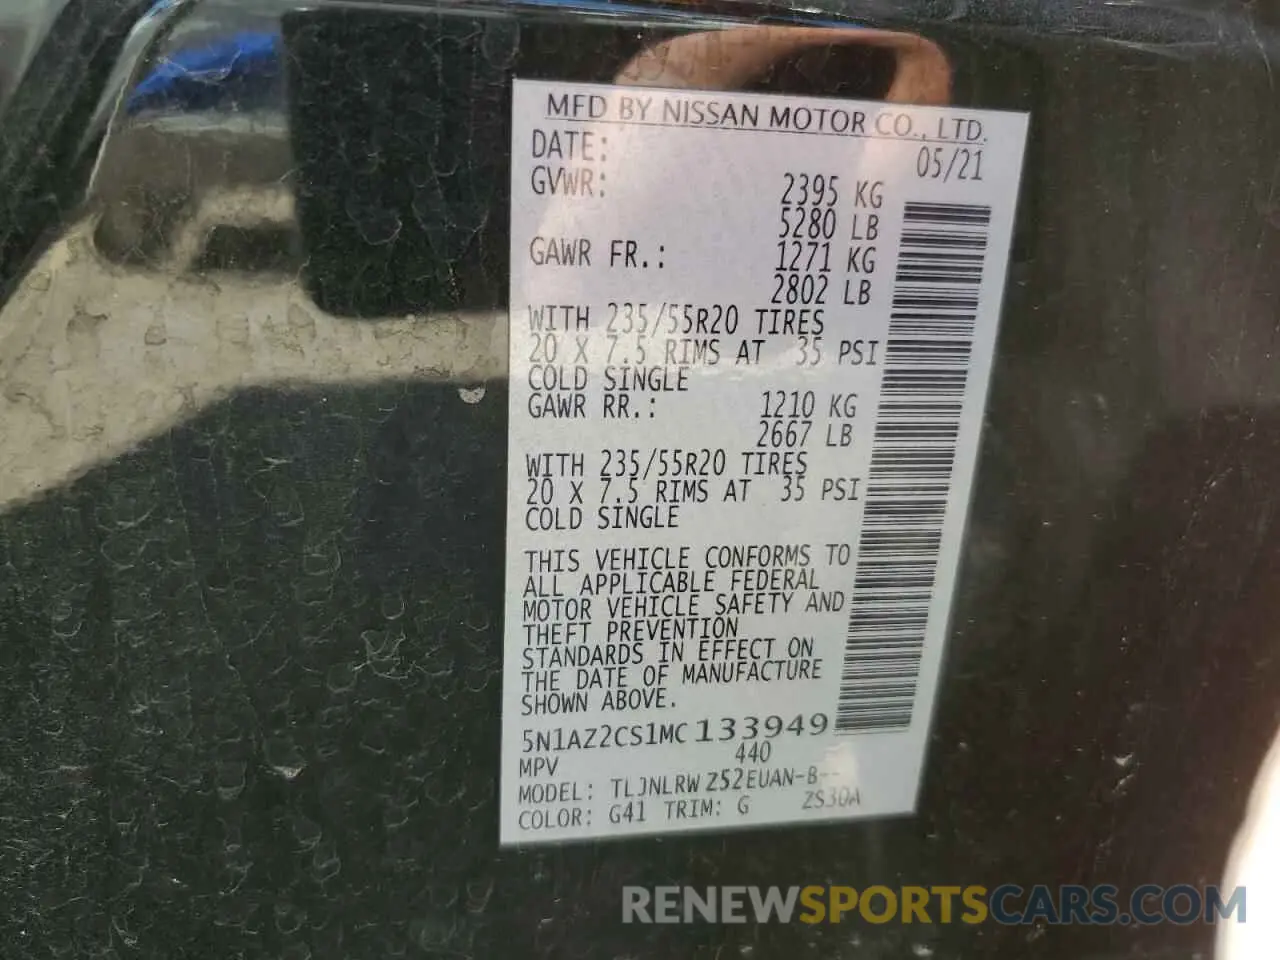 MFD BY NISSAN MOTOR CO., LTD.
DATE: 05/21
GVWR: 2395 KG
5280 LB
GAWR FR.: 1271 KG
2802 LB
WITH 235/55R20 TIRES
20 X 7.5 RIMS AT 35 PSI
COLD SINGLE
GAWR RR.: 1210 KG
2667 LB
WITH 235/55R20 TIRES
20 X 7.5 RIMS AT 35 PSI
COLD SINGLE
THIS VEHICLE CONFORMS TO
ALL APPLICABLE FEDERAL
MOTOR VEHICLE SAFETY AND
THEFT PREVENTION
STANDARDS IN EFFECT ON
THE DATE OF MANUFACTURE
SHOWN ABOVE.
5N1AZ2CS1MC133949
MPV 440
MODEL: TLJNLRWZ52EUAN-B--
COLOR: G41 TRIM: G ZS30A
RENEWSPORTSCARS.COM